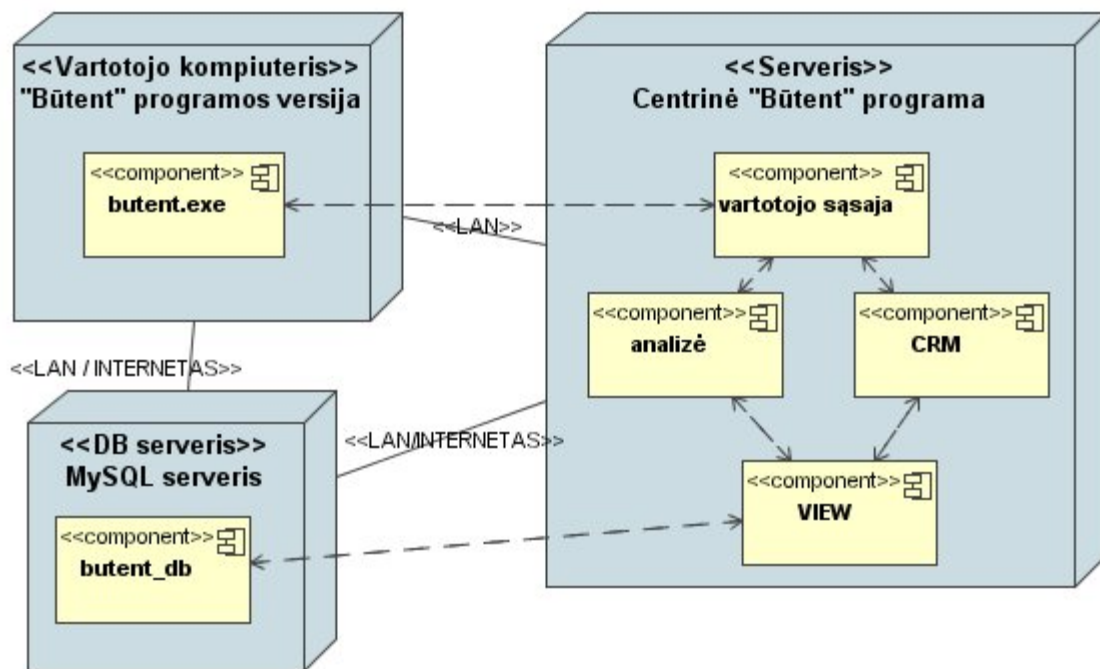 <<Vartotojo kompiuteris>>
"Būtent" programos versija
<<component>>
butent.exe
<<Serveris>>
Centrinė "Būtent" programa
<<component>>
vartotojo sąsaja
<<LAN>>
<<component>>
analizė
<<component>>
CRM
<<LAN / INTERNETAS>>
<<DB serveris>>
MySQL serveris
<<LAN/INTERNETAS>>
<<component>>
VIEW
<<component>>
butent_db